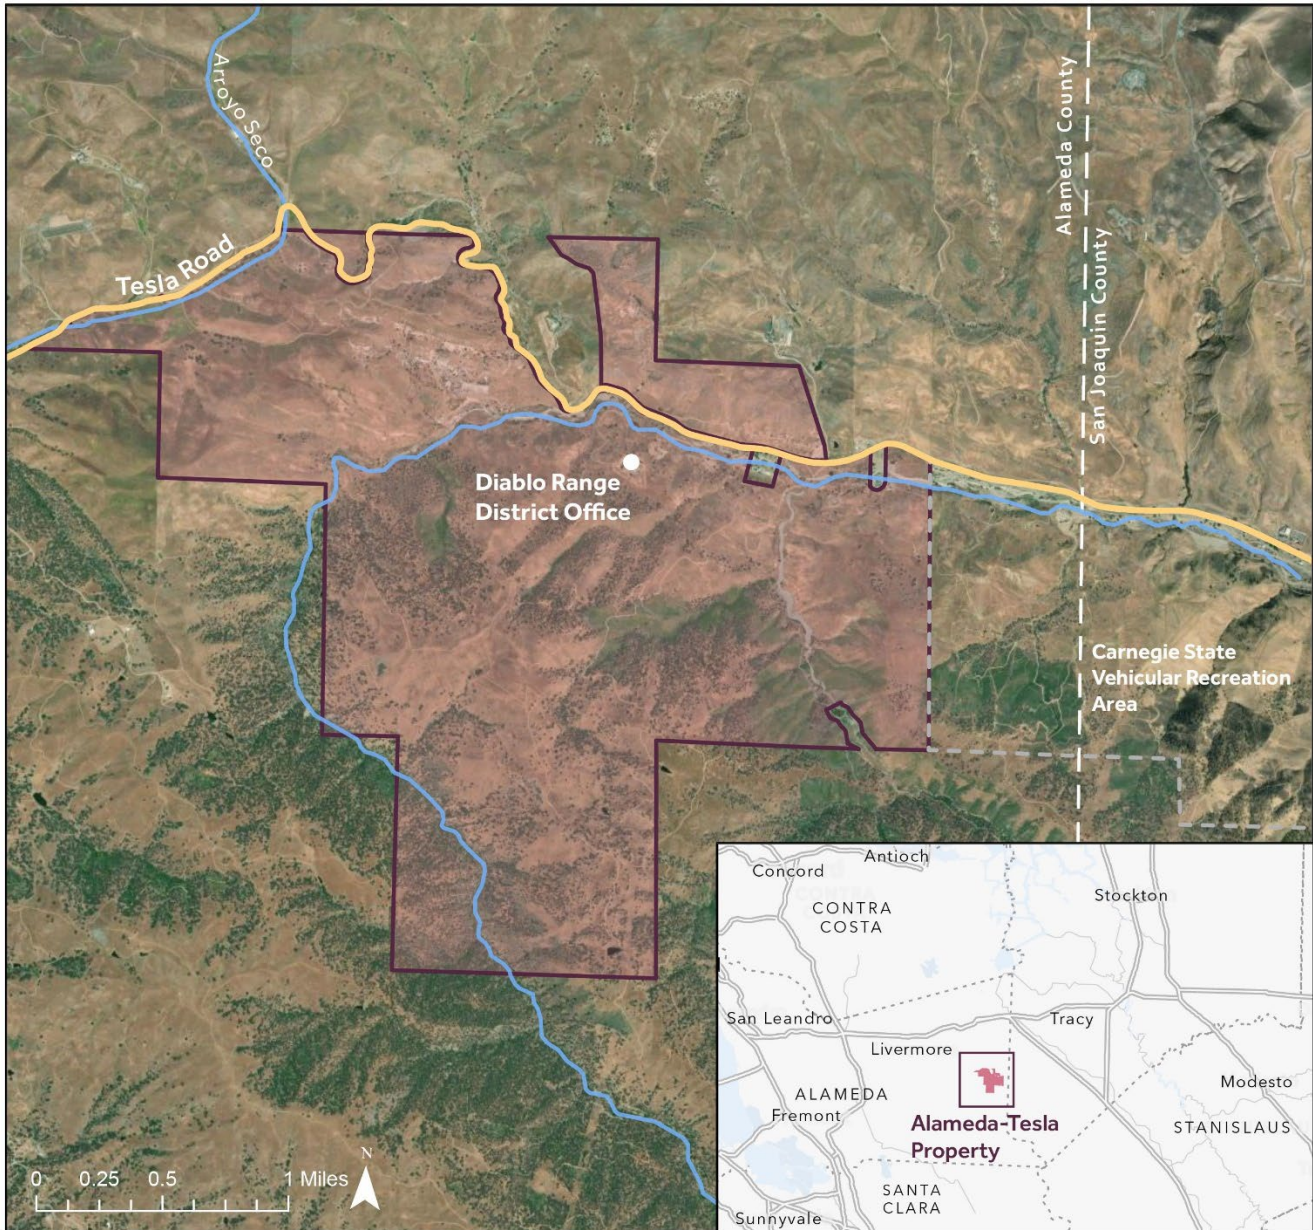 Arroyo Seco
Tesla Road
Alameda County
San Joaquin County
Diablo Range
District Office
Carnegie State
Vehicular Recreation
Area
0 0.25 0.5 1 Miles
N
Antioch
Concord
Stockton
CONTRA
COSTA
San Leandro
Tracy
Livermore
Modesto
ALAMEDA
Fremont
Alameda-Tesla
Property
STANISLAUS
SANTA
CLARA
Sunnyvale